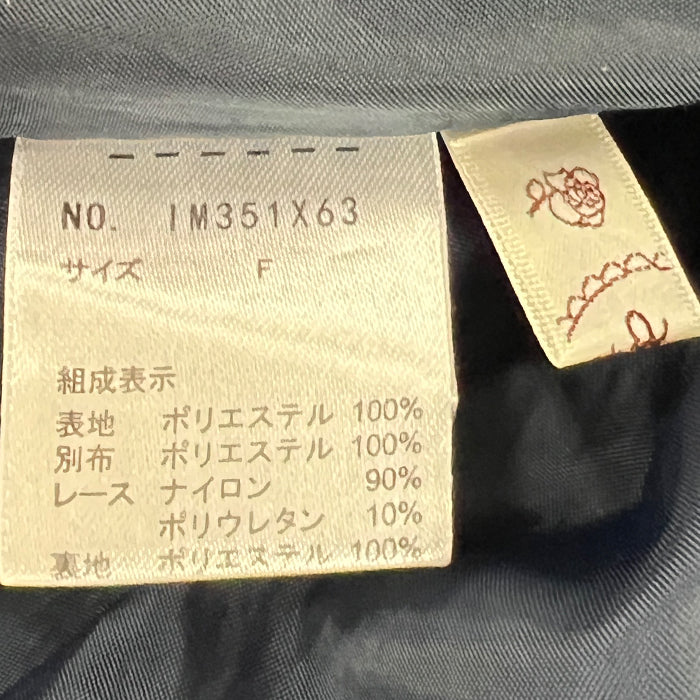 NO. IM351X63
サイズ F
組成表示
表地 ポリエステル 100%
別布 ポリエステル 100%
レース ナイロン 90%
ポリウレタン 10%
裏地 ポリエステル 100%